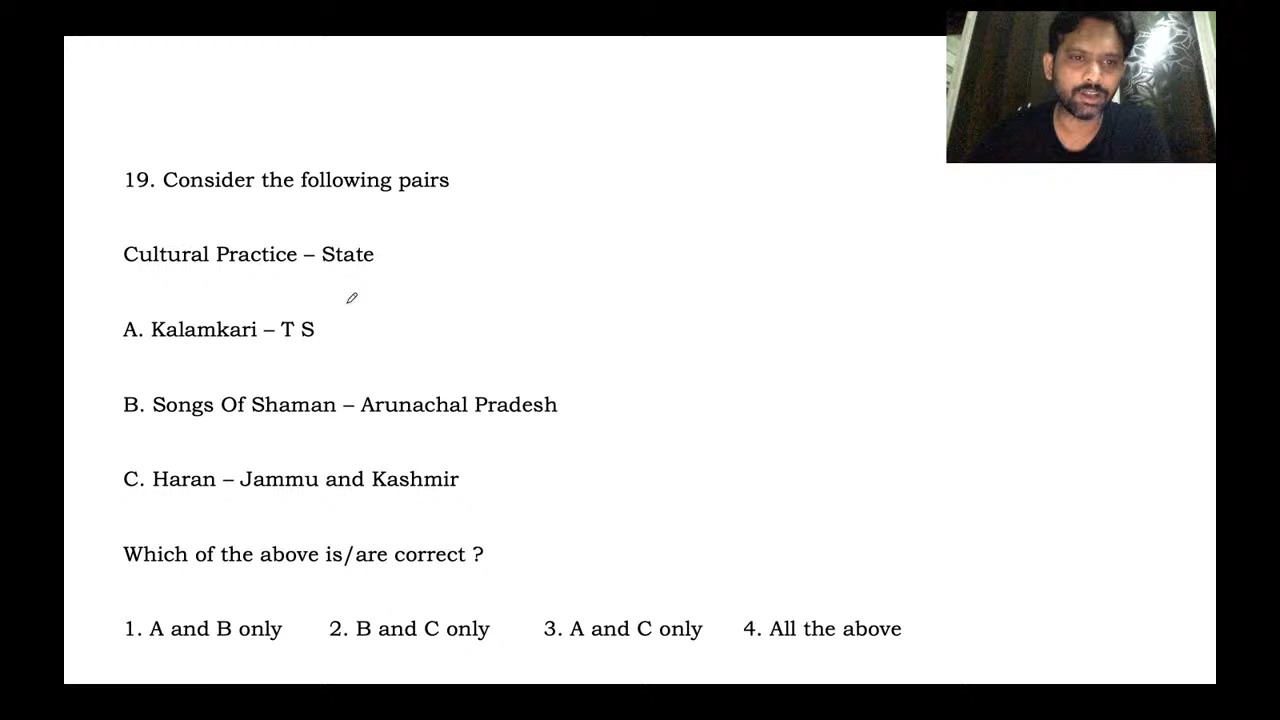 19. Consider the following pairs
Cultural Practice – State
A. Kalamkari – T S
B. Songs Of Shaman – Arunachal Pradesh
C. Haran – Jammu and Kashmir
Which of the above is/are correct ?
1. A and B only 2. B and C only 3. A and C only 4. All the above